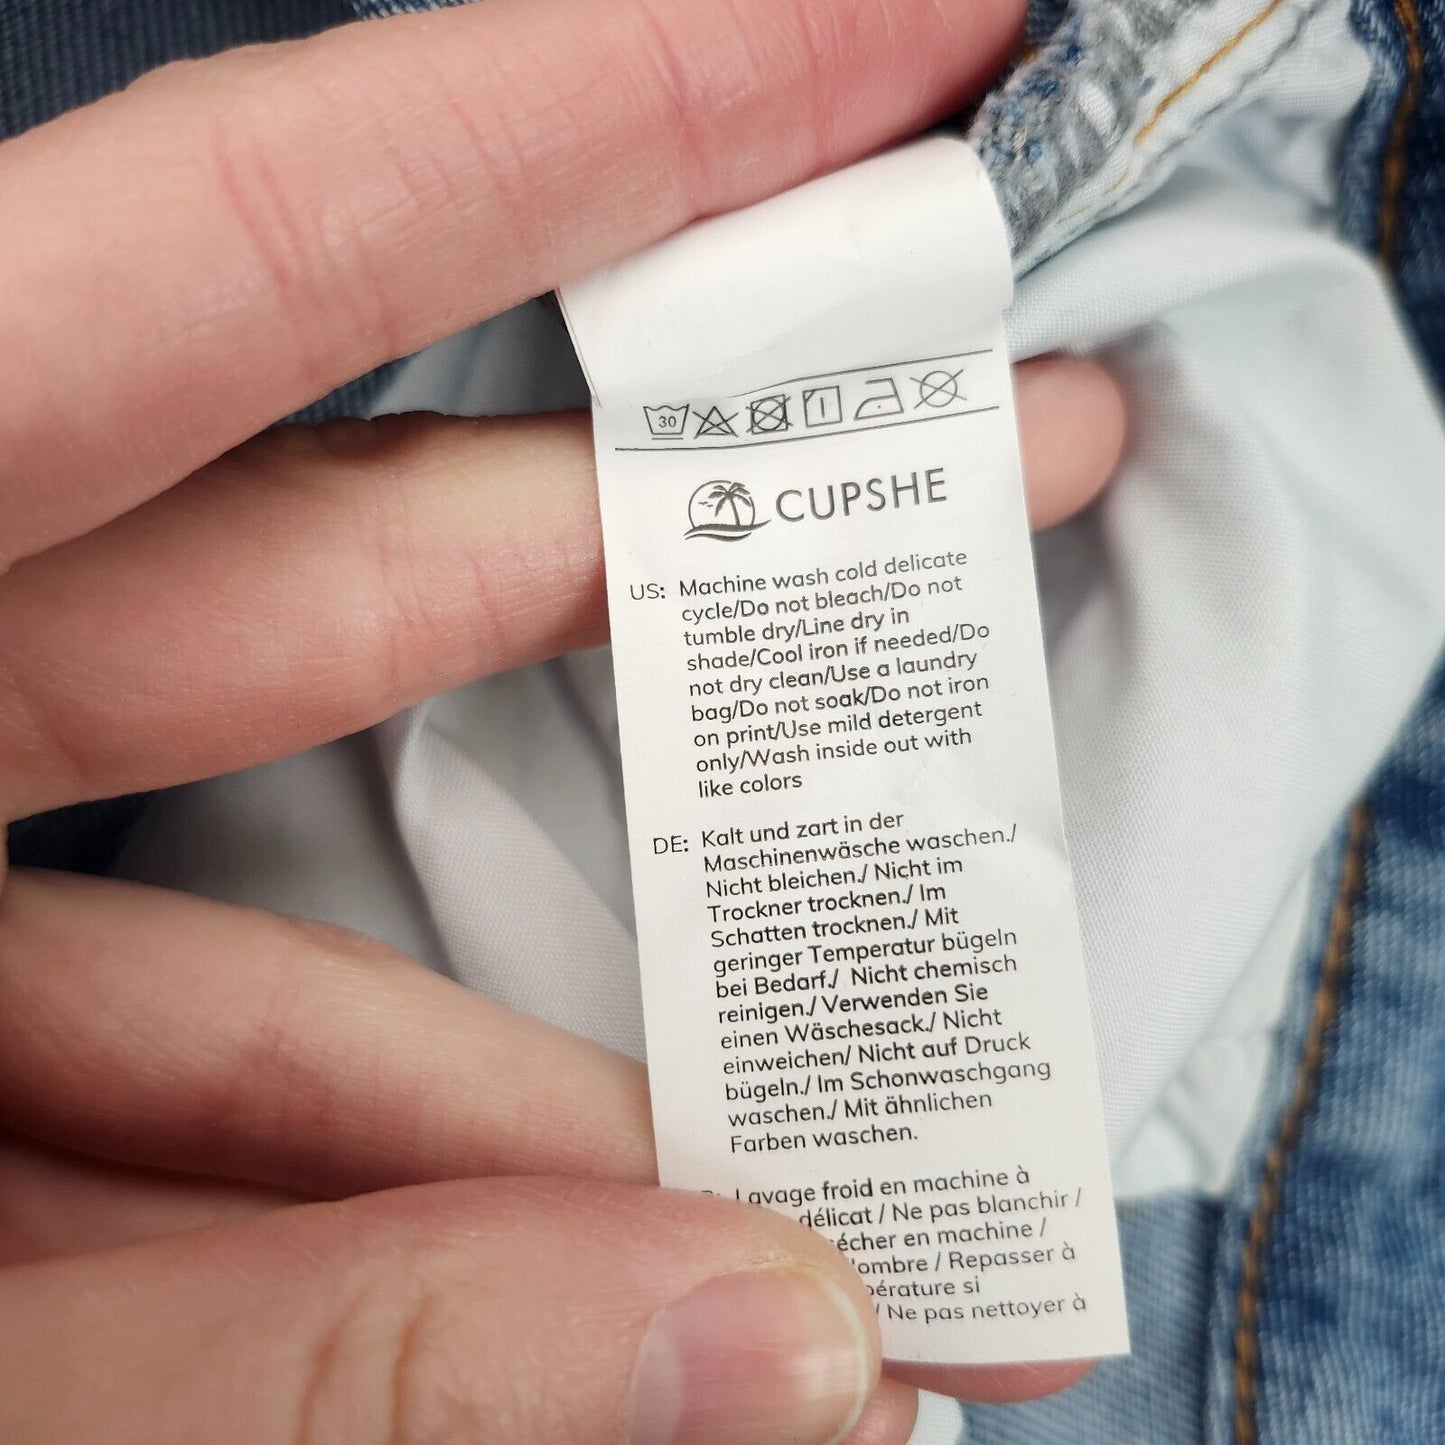 30
CUPSHE
US: Machine wash cold delicate
cycle/Do not bleach/Do not
tumble dry/Line dry in
shade/Cool iron if needed/Do
not dry clean/Use a laundry
bag/Do not soak/Do not iron
on print/Use mild detergent
only/Wash inside out with
like colors
DE: Kalt und zart in der
Maschinenwäsche waschen./
Nicht bleichen./ Nicht im
Trockner trocknen./ Im
Schatten trocknen./ Mit
geringer Temperatur bügeln
bei Bedarf./ Nicht chemisch
reinigen./ Verwenden Sie
einen Wäschesack./ Nicht
einweichen/ Nicht auf Druck
bügeln./ Im Schonwaschgang
waschen./ Mit ähnlichen
Farben waschen.
Lavage froid en machine à
délicat / Ne pas blanchir /
en machine /
/ Repasser à
si
/ Ne pas nettoyer à